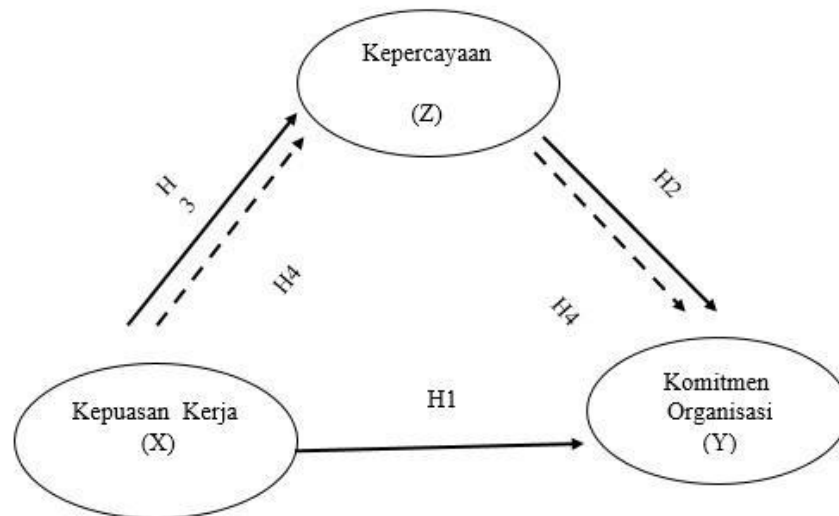 Kepercayaan
(Z)
H
3
H2
H4
H4
Kepuasan Kerja
(X)
H1
Komitmen
Organisasi
(Y)